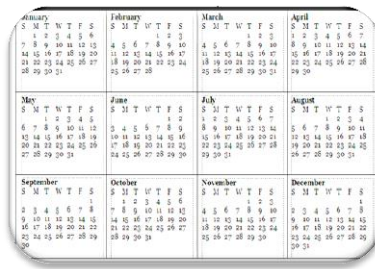 January
S M T W T F S
1 2 3 4 5 6
7 8 9 10 11 12 13
14 15 16 17 18 19 20
21 22 23 24 25 26 27
28 29 30 31
February
S M T W T F S
1 2 3
4 5 6 7 8 9 10
11 12 13 14 15 16 17
18 19 20 21 22 23 24
25 26 27 28
March
S M T W T F S
1 2 3
4 5 6 7 8 9 10
11 12 13 14 15 16 17
18 19 20 21 22 23 24
25 26 27 28 29 30 31
April
S M T W T F S
1 2 3 4 5 6 7
8 9 10 11 12 13 14
15 16 17 18 19 20 21
22 23 24 25 26 27 28
29 30
May
S M T W T F S
1 2 3 4 5
6 7 8 9 10 11 12
13 14 15 16 17 18 19
20 21 22 23 24 25 26
27 28 29 30 31
June
S M T W T F S
1 2
3 4 5 6 7 8 9
10 11 12 13 14 15 16
17 18 19 20 21 22 23
24 25 26 27 28 29 30
July
S M T W T F S
1 2 3 4 5 6 7
8 9 10 11 12 13 14
15 16 17 18 19 20 21
22 23 24 25 26 27 28
29 30 31
August
S M T W T F S
1 2 3 4
5 6 7 8 9 10 11
12 13 14 15 16 17 18
19 20 21 22 23 24 25
26 27 28 29 30 31
September
S M T W T F S
1
2 3 4 5 6 7 8
9 10 11 12 13 14 15
16 17 18 19 20 21 22
23 24 25 26 27 28 29
30
October
S M T W T F S
1 2 3 4 5 6
7 8 9 10 11 12 13
14 15 16 17 18 19 20
21 22 23 24 25 26 27
28 29 30 31
November
S M T W T F S
1 2 3
4 5 6 7 8 9 10
11 12 13 14 15 16 17
18 19 20 21 22 23 24
25 26 27 28 29 30
December
S M T W T F S
1
2 3 4 5 6 7 8
9 10 11 12 13 14 15
16 17 18 19 20 21 22
23 24 25 26 27 28 29
30 31